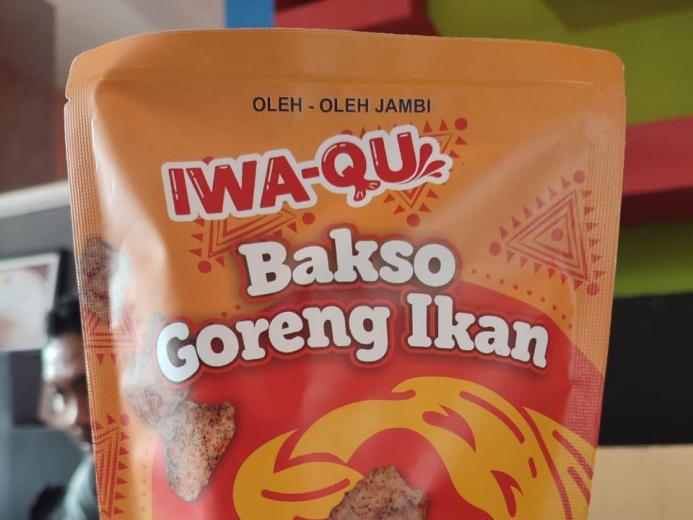 OLEH - OLEH JAMBI
IWA-QU
Bakso
Goreng Ikan